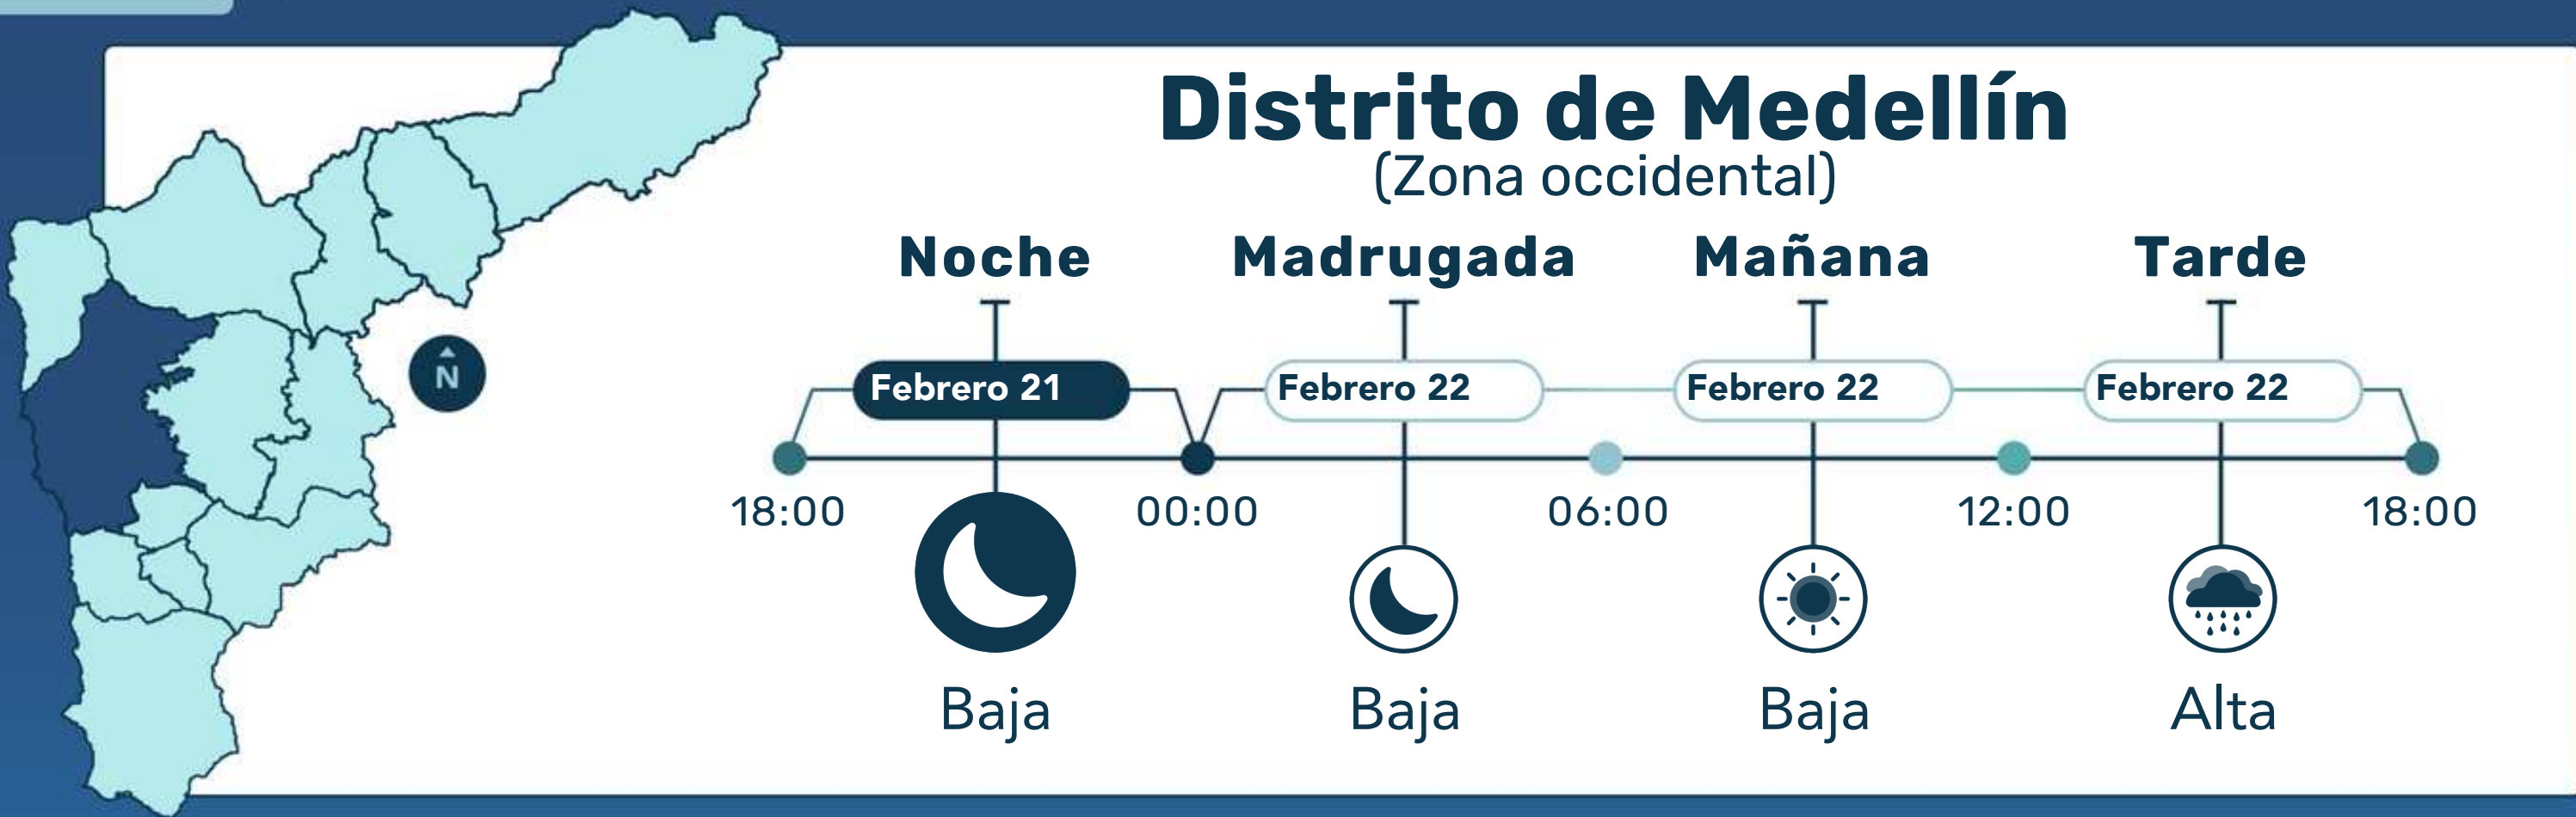 Distrito de Medellín
(Zona occidental)
Noche Madrugada Mañana Tarde
Febrero 21 Febrero 22 Febrero 22 Febrero 22
N
18:00 00:00 06:00 12:00 18:00
Baja Baja Baja Alta